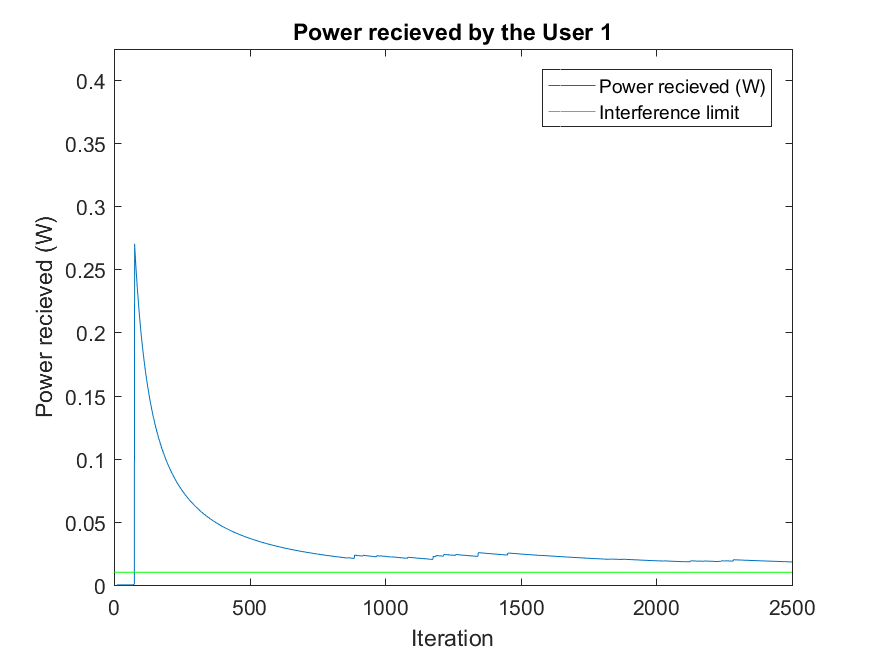 Power recieved by the User 1
0.4
0.35
0.3
0.25
0.2
0.15
0.1
0.05
0
Power recieved (W)
Power recieved (W)
Interference limit
0 500 1000 1500 2000 2500
Iteration